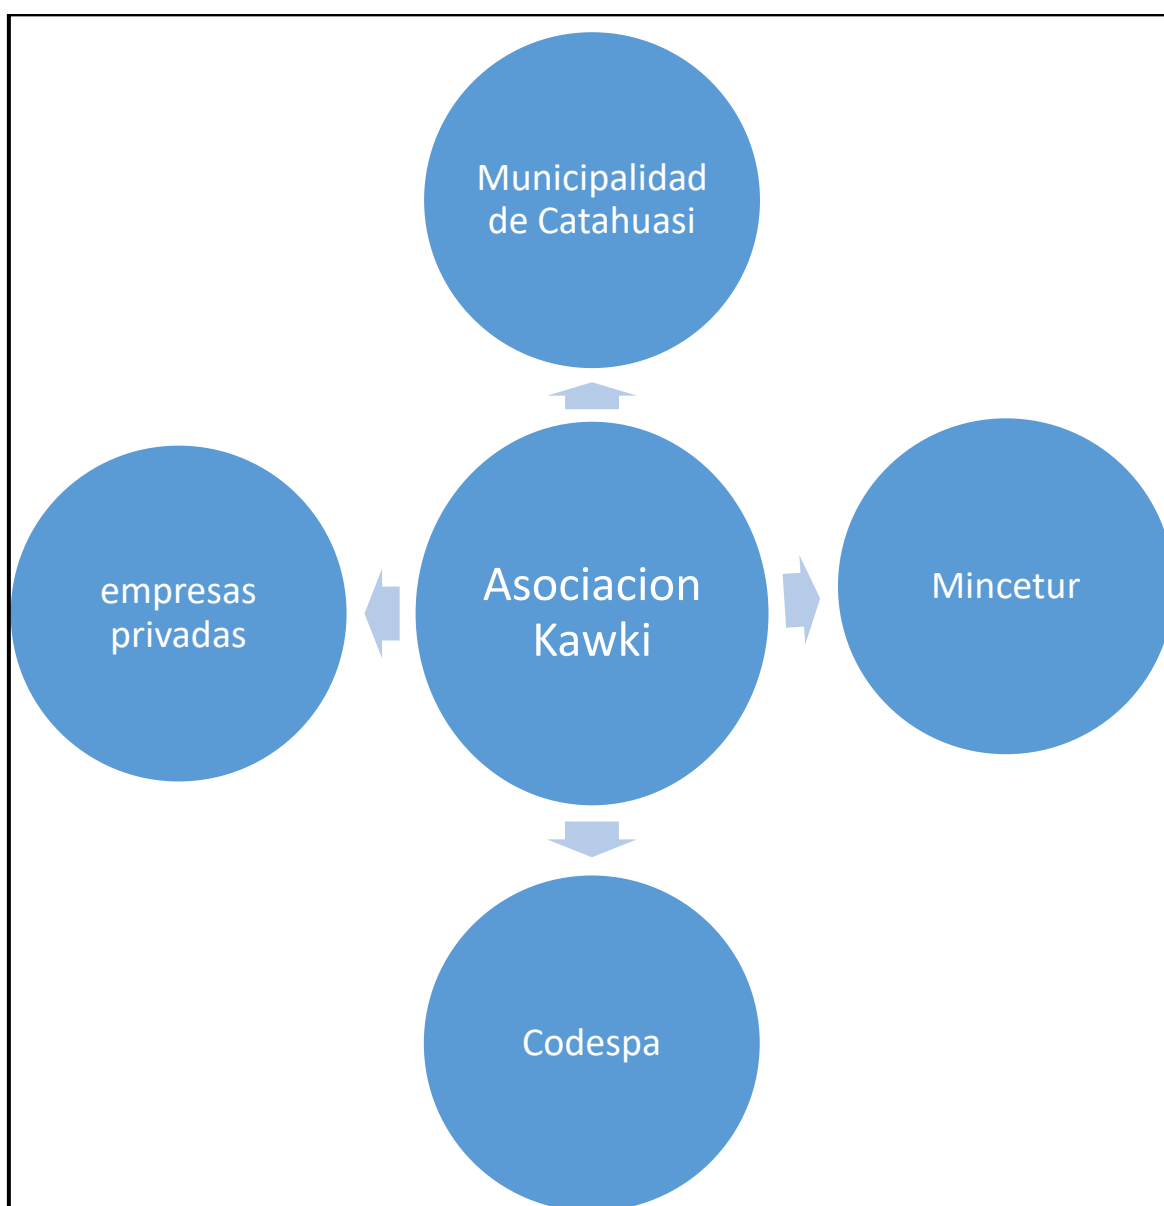 Municipalidad
de Catahuasi
empresas
privadas
Asociacion
Kawki
Mincetur
Codespa